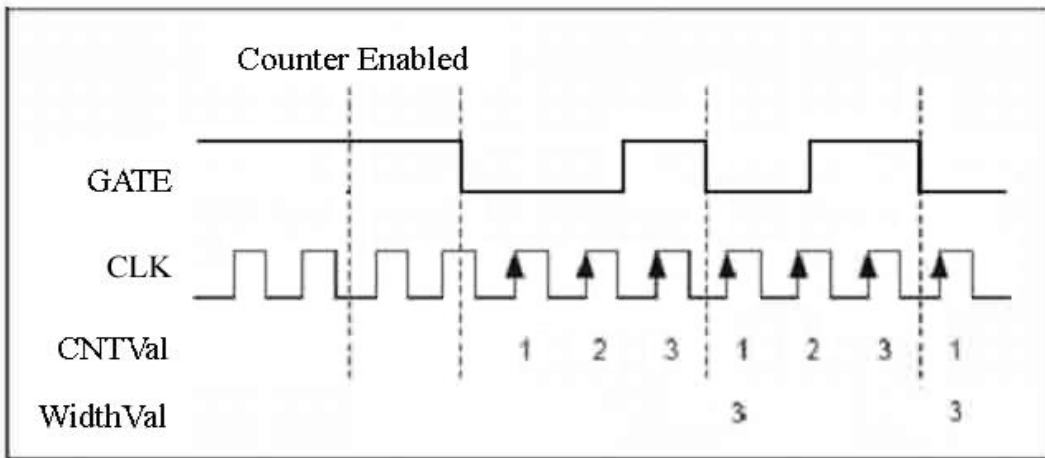 Counter Enabled
GATE
CLK
CNTVal 1 2 3 1 2 3 1
WidthVal 3 3